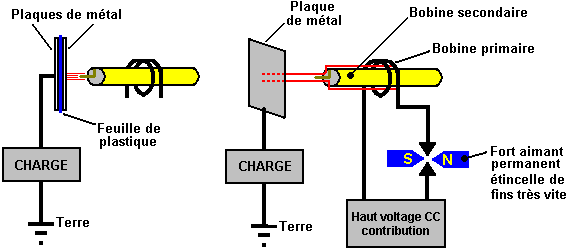 Plaques de métal
Feuille de
plastique
CHARGE
Terre
Plaque
de métal
Bobine secondaire
Bobine primaire
CHARGE
Terre
S N
Fort aimant
permanent
étincelle de
fins très vite
Haut voltage CC
contribution